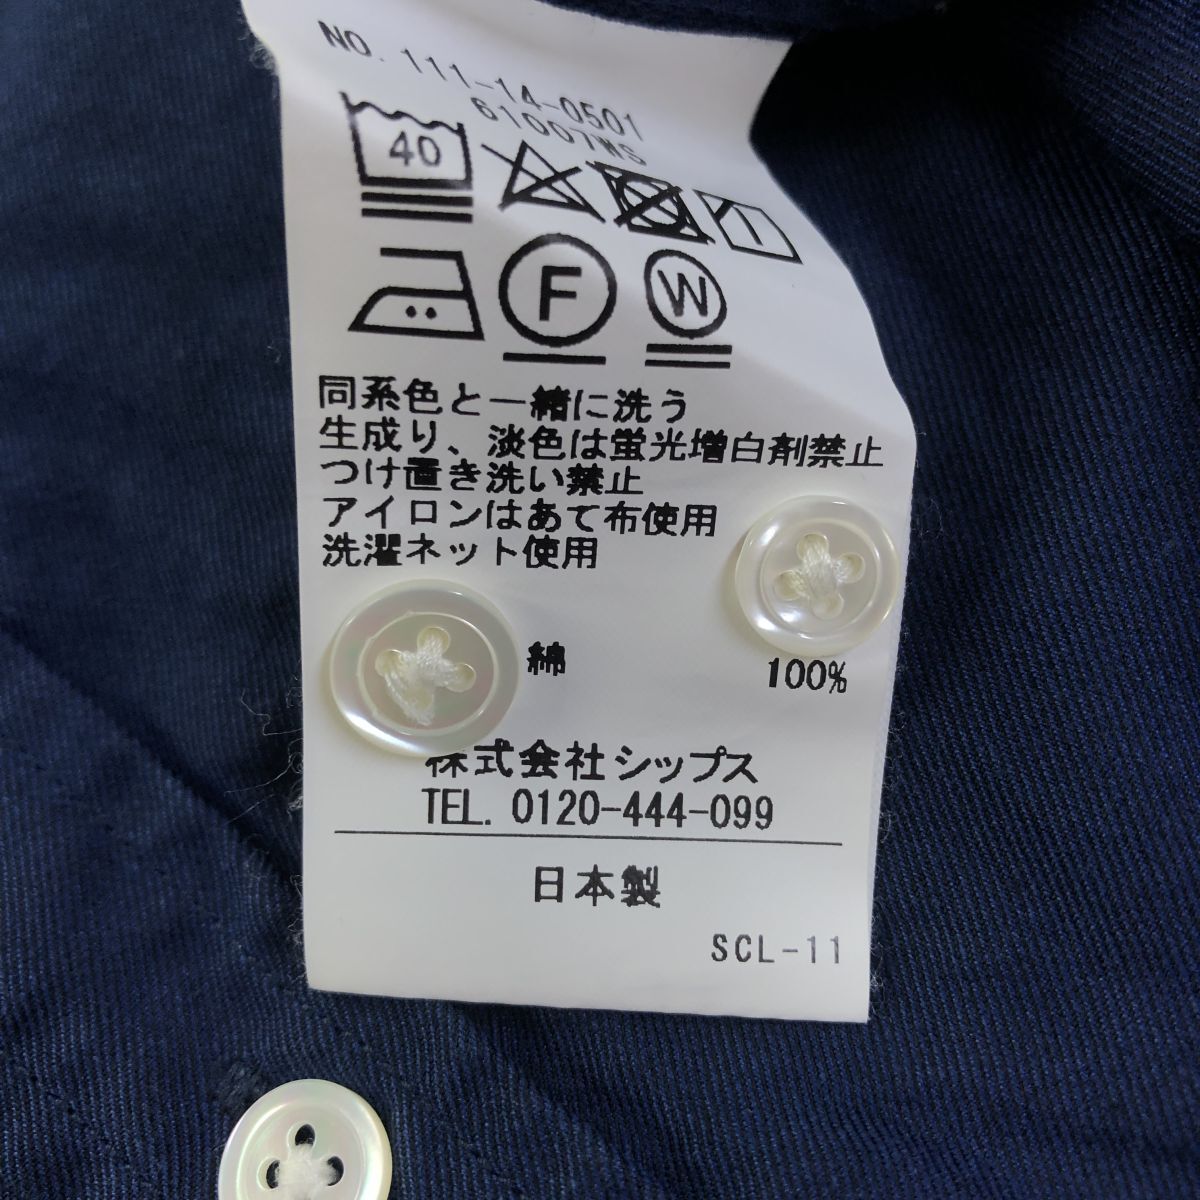 NO. 111-14-0501
61007WS
40
F
W
同系色と一緒に洗う
生成り、淡色は蛍光増白剤禁止
つけ置き洗い禁止
アイロンはあて布使用
洗濯ネット使用
綿 100%
株式会社シップス
TEL. 0120-444-099
日本製
SCL-11